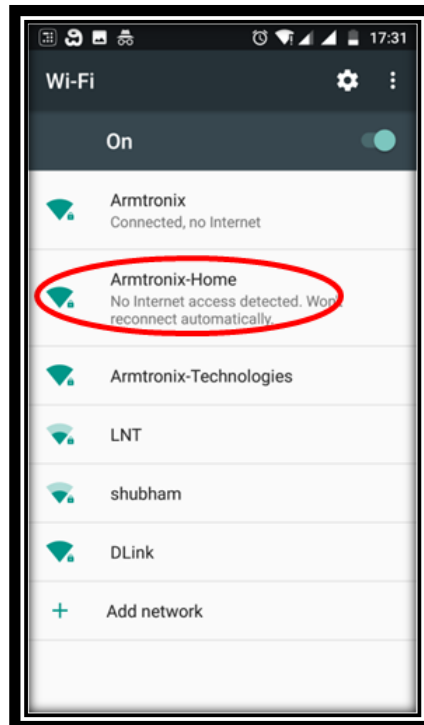 17:31
Wi-Fi
On
Armtronix
Connected, no Internet
Armtronix-Home
No Internet access detected. Won't
reconnect automatically.
Armtronix-Technologies
LNT
shubham
DLink
+ Add network